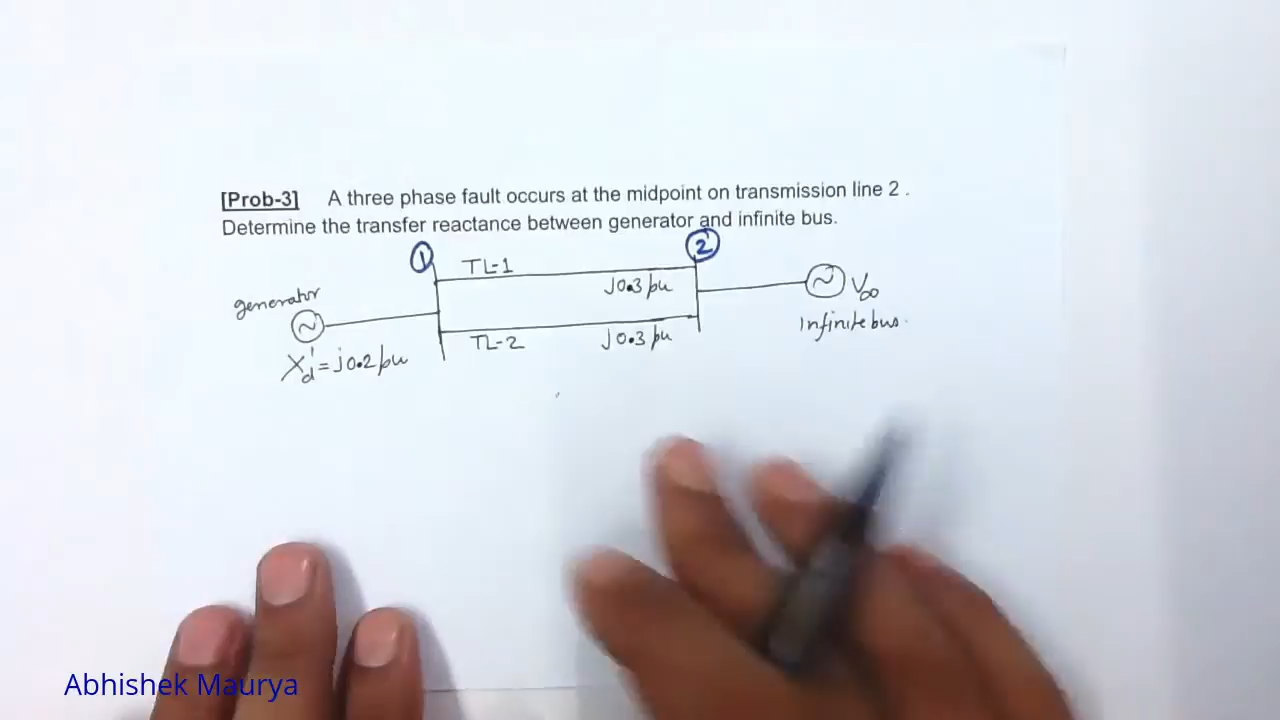 [Prob-3] A three phase fault occurs at the midpoint on transmission line 2 .
Determine the transfer reactance between generator and infinite bus.
1 2
TL-1
j0.3 pu
generator
V∞
Infinite bus.
TL-2
j0.3 pu
X'd = j0.2 pu
Abhishek Maurya